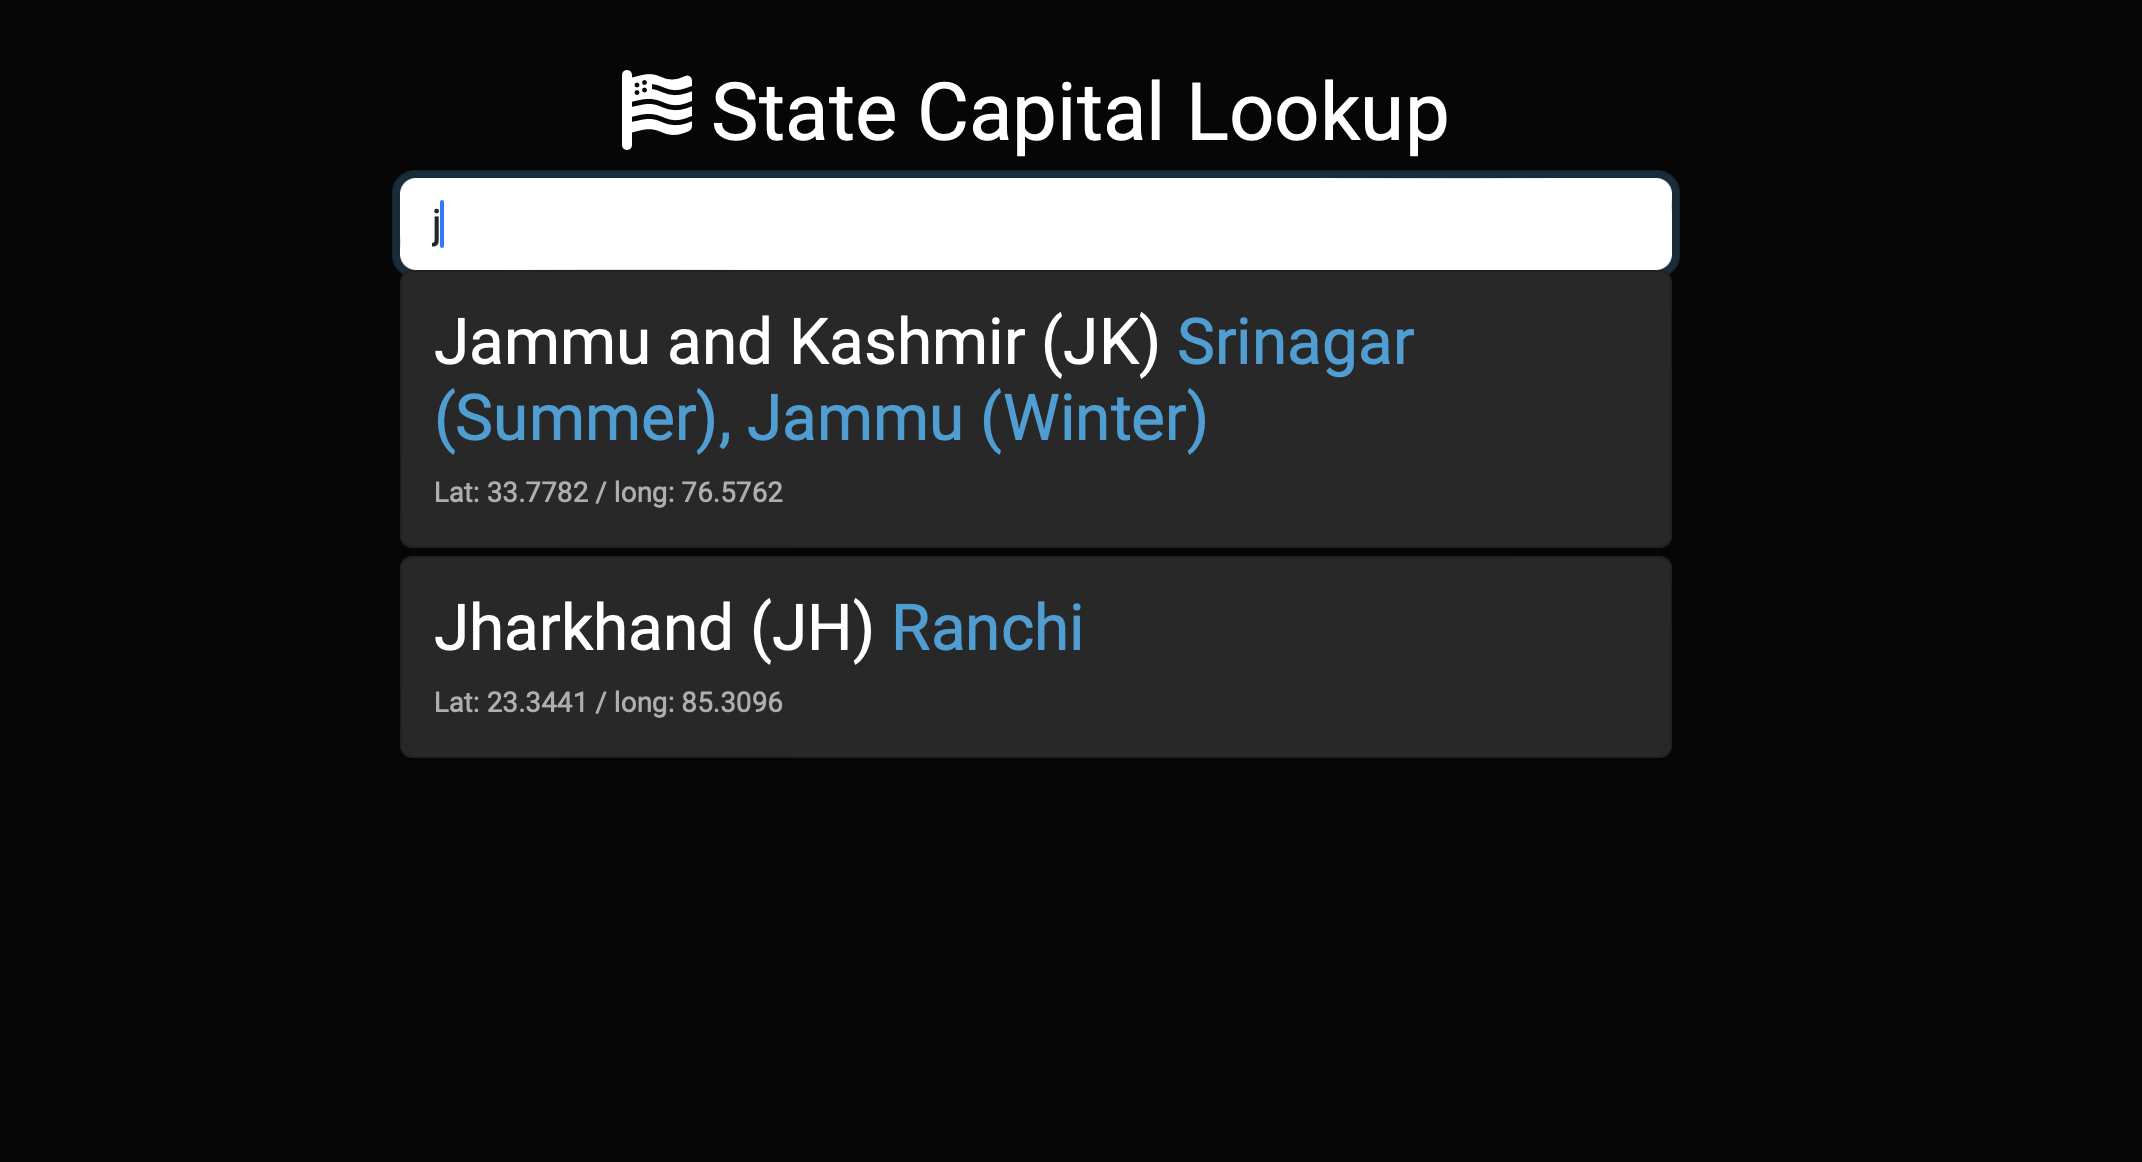 State Capital Lookup
j
Jammu and Kashmir (JK) Srinagar
(Summer), Jammu (Winter)
Lat: 33.7782 / long: 76.5762
Jharkhand (JH) Ranchi
Lat: 23.3441 / long: 85.3096